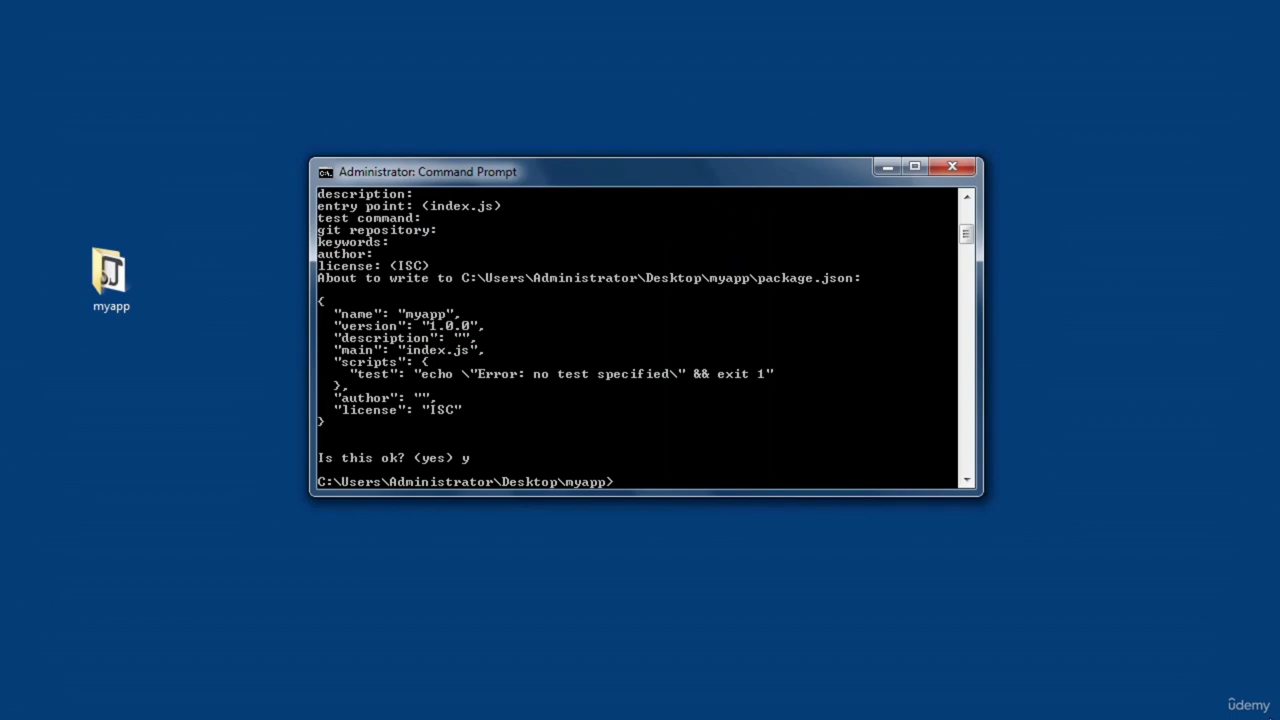 Administrator: Command Prompt
description:
entry point: (index.js)
test command:
git repository:
keywords:
author:
license: (ISC)
About to write to C:\Users\Administrator\Desktop\myapp\package.json:
{
  "name": "myapp",
  "version": "1.0.0",
  "description": "",
  "main": "index.js",
  "scripts": {
    "test": "echo \"Error: no test specified\" && exit 1"
  },
  "author": "",
  "license": "ISC"
}
Is this ok? (yes) y
C:\Users\Administrator\Desktop\myapp>
myapp
ûdemy